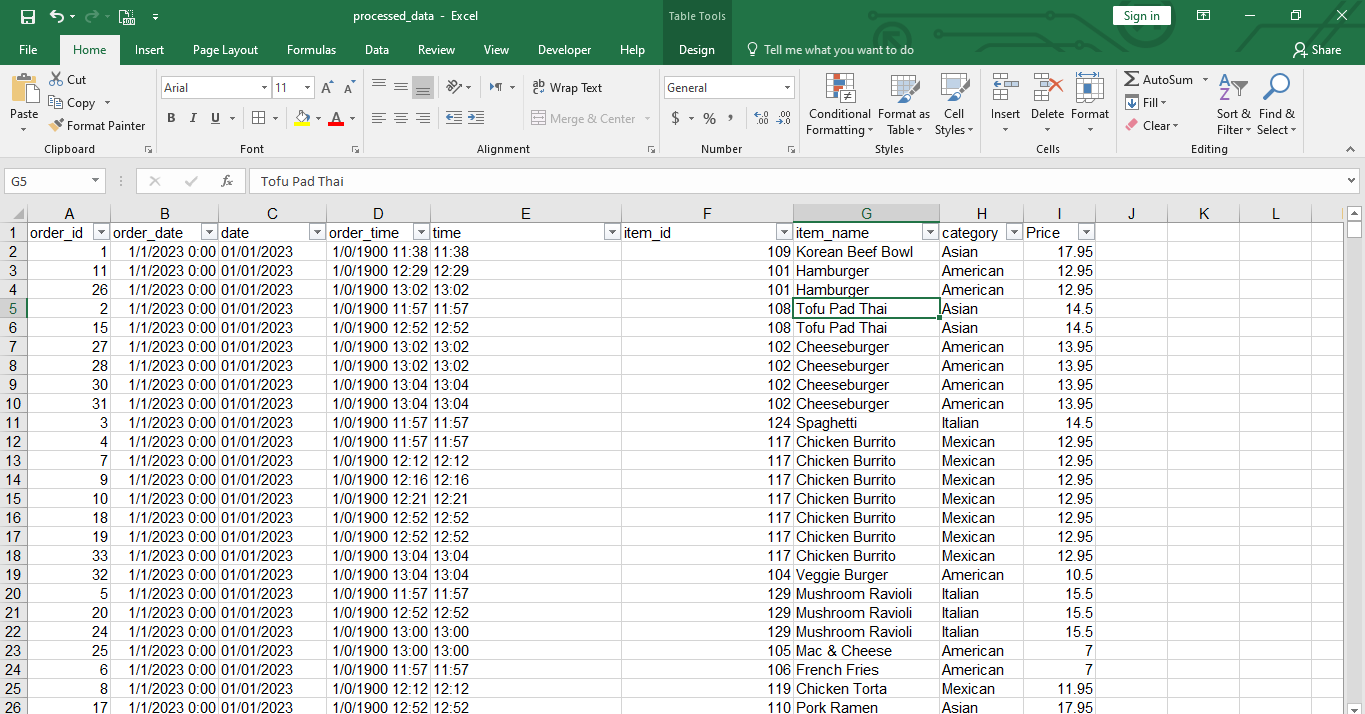 processed_data - Excel
Table Tools
Sign in
File Home Insert Page Layout Formulas Data Review View Developer Help Design Tell me what you want to do Share
Paste
Cut
Copy
Format Painter
Clipboard
Arial 11
B I U A
Font
Wrap Text
Merge & Center
Alignment
General
$ % ,
Number
Conditional Formatting
Format as Table
Cell Styles
Styles
Insert Delete Format
Cells
AutoSum
Fill
Clear
Sort & Filter
Find & Select
Editing
G5 fx Tofu Pad Thai
A B C D E F G H I J K L
1 order_id order_date date order_time time item_id item_name category Price
2 1 1/1/2023 0:00 01/01/2023 1/0/1900 11:38 11:38 109 Korean Beef Bowl Asian 17.95
3 11 1/1/2023 0:00 01/01/2023 1/0/1900 12:29 12:29 101 Hamburger American 12.95
4 26 1/1/2023 0:00 01/01/2023 1/0/1900 13:02 13:02 101 Hamburger American 12.95
5 2 1/1/2023 0:00 01/01/2023 1/0/1900 11:57 11:57 108 Tofu Pad Thai Asian 14.5
6 15 1/1/2023 0:00 01/01/2023 1/0/1900 12:52 12:52 108 Tofu Pad Thai Asian 14.5
7 27 1/1/2023 0:00 01/01/2023 1/0/1900 13:02 13:02 102 Cheeseburger American 13.95
8 28 1/1/2023 0:00 01/01/2023 1/0/1900 13:02 13:02 102 Cheeseburger American 13.95
9 30 1/1/2023 0:00 01/01/2023 1/0/1900 13:04 13:04 102 Cheeseburger American 13.95
10 31 1/1/2023 0:00 01/01/2023 1/0/1900 13:04 13:04 102 Cheeseburger American 13.95
11 3 1/1/2023 0:00 01/01/2023 1/0/1900 11:57 11:57 124 Spaghetti Italian 14.5
12 4 1/1/2023 0:00 01/01/2023 1/0/1900 11:57 11:57 117 Chicken Burrito Mexican 12.95
13 7 1/1/2023 0:00 01/01/2023 1/0/1900 12:12 12:12 117 Chicken Burrito Mexican 12.95
14 9 1/1/2023 0:00 01/01/2023 1/0/1900 12:16 12:16 117 Chicken Burrito Mexican 12.95
15 10 1/1/2023 0:00 01/01/2023 1/0/1900 12:21 12:21 117 Chicken Burrito Mexican 12.95
16 18 1/1/2023 0:00 01/01/2023 1/0/1900 12:52 12:52 117 Chicken Burrito Mexican 12.95
17 19 1/1/2023 0:00 01/01/2023 1/0/1900 12:52 12:52 117 Chicken Burrito Mexican 12.95
18 33 1/1/2023 0:00 01/01/2023 1/0/1900 13:04 13:04 117 Chicken Burrito Mexican 12.95
19 32 1/1/2023 0:00 01/01/2023 1/0/1900 13:04 13:04 104 Veggie Burger American 10.5
20 5 1/1/2023 0:00 01/01/2023 1/0/1900 11:57 11:57 129 Mushroom Ravioli Italian 15.5
21 20 1/1/2023 0:00 01/01/2023 1/0/1900 12:52 12:52 129 Mushroom Ravioli Italian 15.5
22 24 1/1/2023 0:00 01/01/2023 1/0/1900 13:00 13:00 129 Mushroom Ravioli Italian 15.5
23 25 1/1/2023 0:00 01/01/2023 1/0/1900 13:00 13:00 105 Mac & Cheese American 7
24 6 1/1/2023 0:00 01/01/2023 1/0/1900 11:57 11:57 106 French Fries American 7
25 8 1/1/2023 0:00 01/01/2023 1/0/1900 12:12 12:12 119 Chicken Torta Mexican 11.95
26 17 1/1/2023 0:00 01/01/2023 1/0/1900 12:52 12:52 110 Pork Ramen Asian 17.95